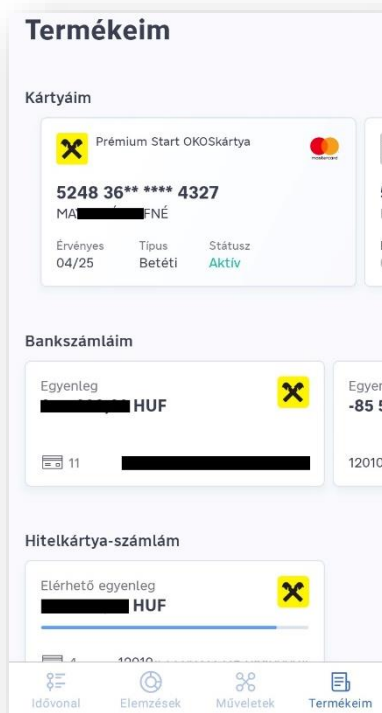 Termékeim
Kártyáim
Prémium Start OKOSkártya
mastercard
5248 36** **** 4327
MA FNÉ
Érvényes Típus Státusz
04/25 Betéti Aktív
Bankszámláim
Egyenleg
HUF
11
Egyen
-85 5
12010
Hitelkártya-számlám
Elérhető egyenleg
HUF
Idővonal Elemzések Műveletek Termékeim